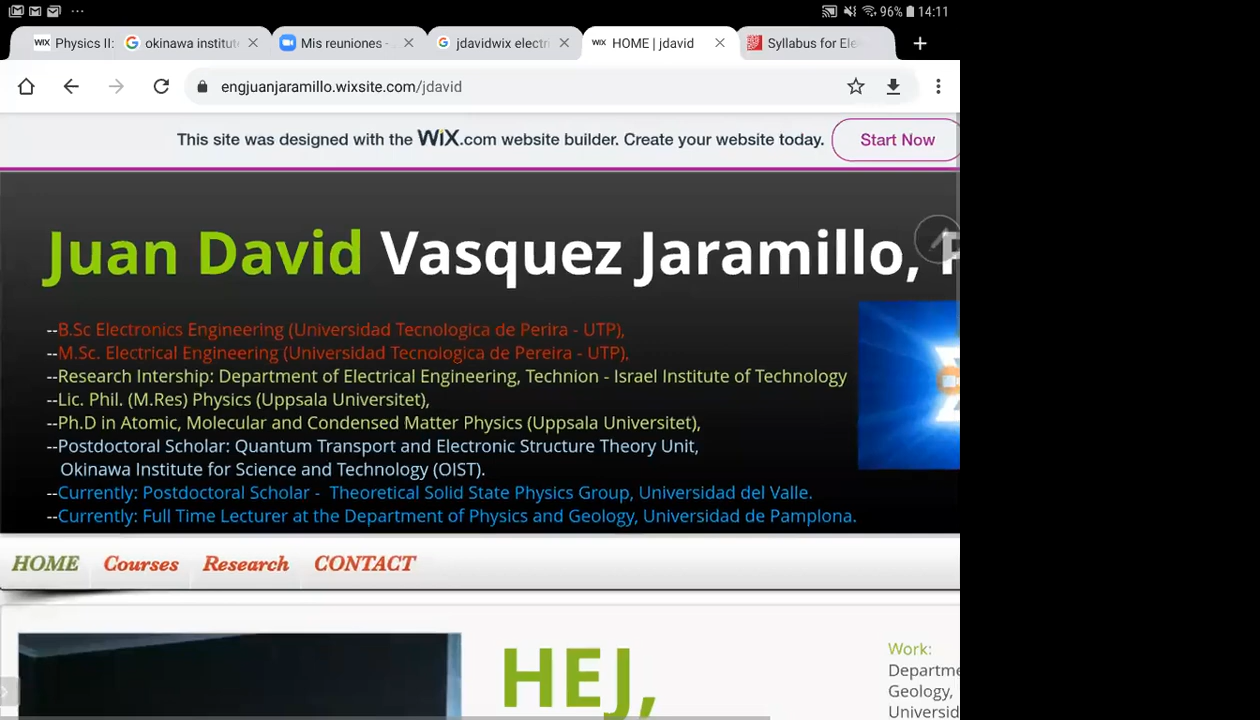 96% 14:11
WIX Physics II: G okinawa institut Mis reuniones - G jdavidwix electr WIX HOME | jdavid Syllabus for Ele
engjuanjaramillo.wixsite.com/jdavid
This site was designed with the WiX.com website builder. Create your website today. Start Now
Juan David Vasquez Jaramillo, P
--B.Sc Electronics Engineering (Universidad Tecnologica de Perira - UTP),
--M.Sc. Electrical Engineering (Universidad Tecnologica de Pereira - UTP),
--Research Intership: Department of Electrical Engineering, Technion - Israel Institute of Technology
--Lic. Phil. (M.Res) Physics (Uppsala Universitet),
--Ph.D in Atomic, Molecular and Condensed Matter Physics (Uppsala Universitet),
--Postdoctoral Scholar: Quantum Transport and Electronic Structure Theory Unit,
Okinawa Institute for Science and Technology (OIST).
--Currently: Postdoctoral Scholar - Theoretical Solid State Physics Group, Universidad del Valle.
--Currently: Full Time Lecturer at the Department of Physics and Geology, Universidad de Pamplona.
HOME Courses Research CONTACT
HEJ,
Work:
Departme
Geology,
Universid